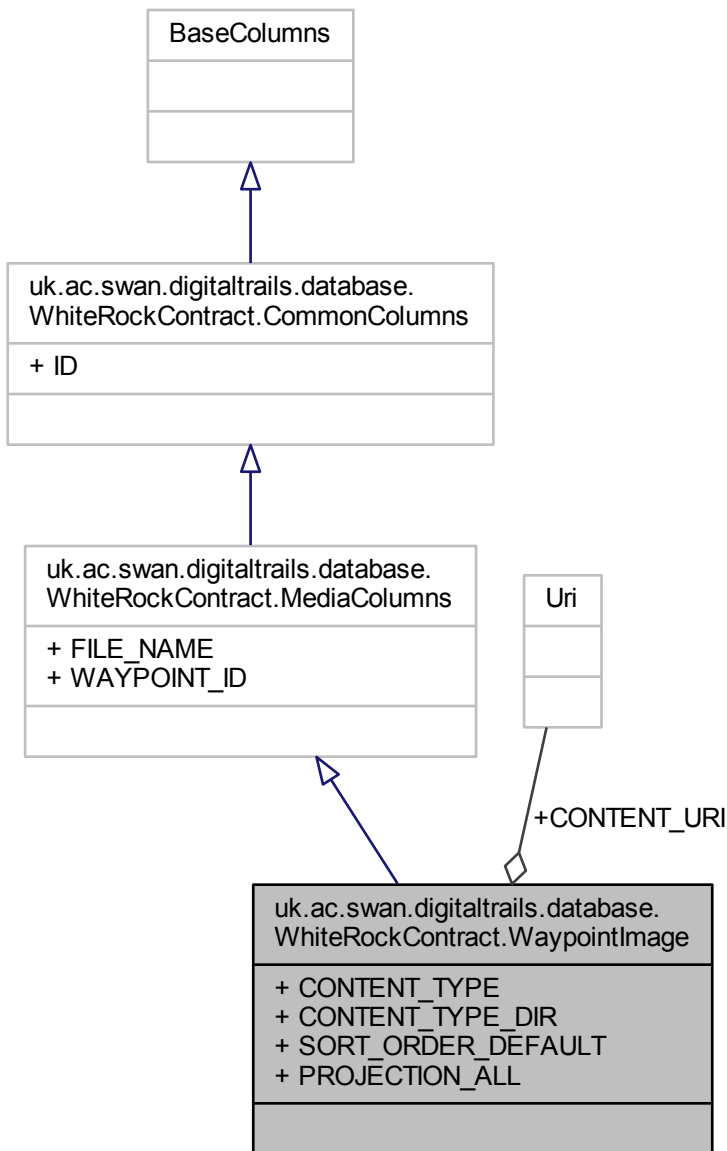 BaseColumns
uk.ac.swan.digitaltrails.database.
WhiteRockContract.CommonColumns
+ ID
uk.ac.swan.digitaltrails.database.
WhiteRockContract.MediaColumns
+ FILE_NAME
+ WAYPOINT_ID
Uri
+CONTENT_URI
uk.ac.swan.digitaltrails.database.
WhiteRockContract.WaypointImage
+ CONTENT_TYPE
+ CONTENT_TYPE_DIR
+ SORT_ORDER_DEFAULT
+ PROJECTION_ALL